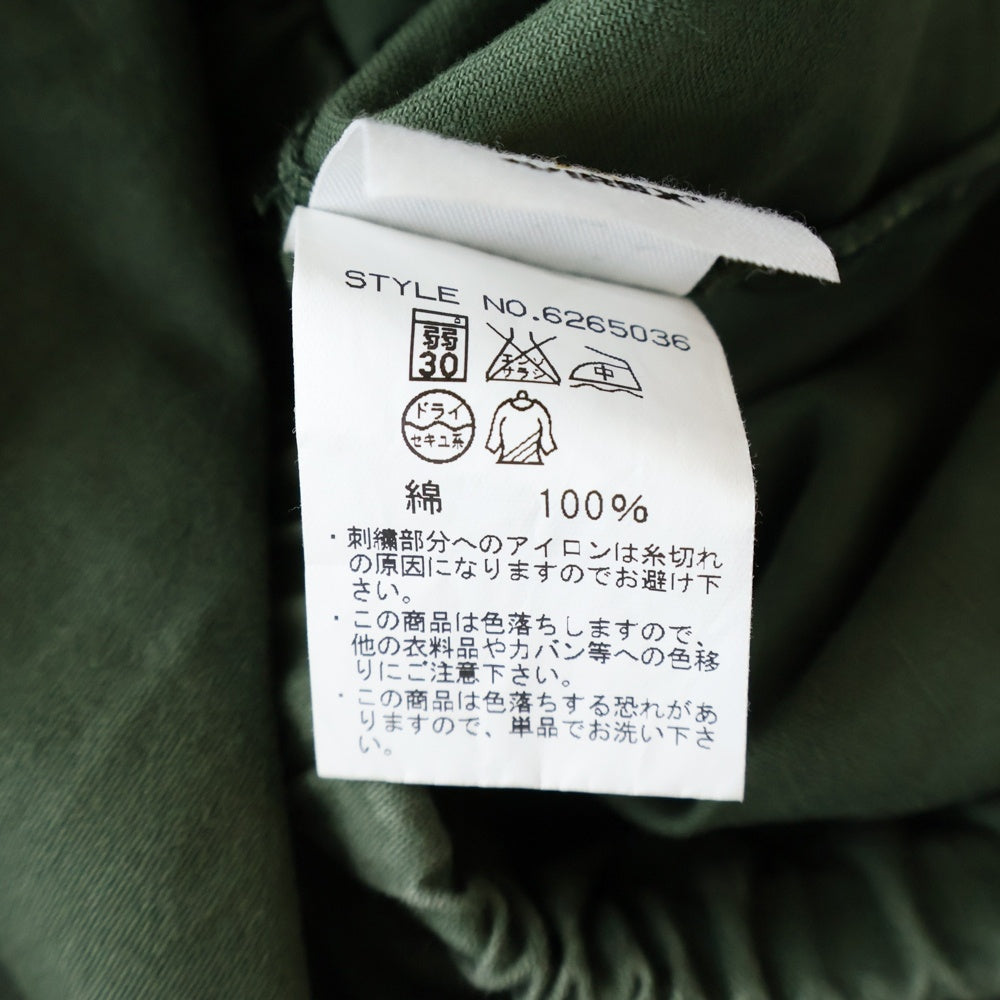 STYLE NO.6265036
弱
30
エンソ
サラシ
中
ドライ
セキユ系
綿 100%
・刺繍部分へのアイロンは糸切れ
の原因になりますのでお避け下
さい。
・この商品は色落ちしますので、
他の衣料品やカバン等への色移
りにご注意下さい。
・この商品は色落ちする恐れがあ
りますので、単品でお洗い下さ
い。